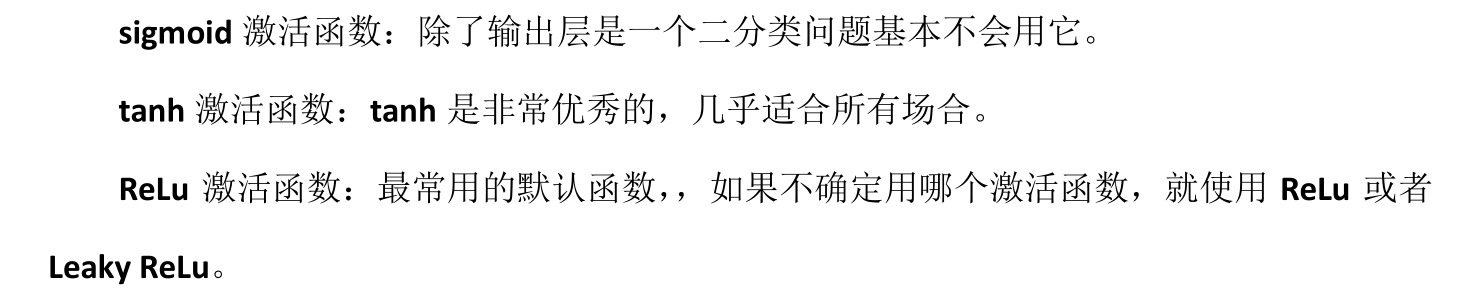 sigmoid 激活函数：除了输出层是一个二分类问题基本不会用它。
tanh 激活函数：tanh 是非常优秀的，几乎适合所有场合。
ReLu 激活函数：最常用的默认函数，，如果不确定用哪个激活函数，就使用 ReLu 或者
Leaky ReLu。